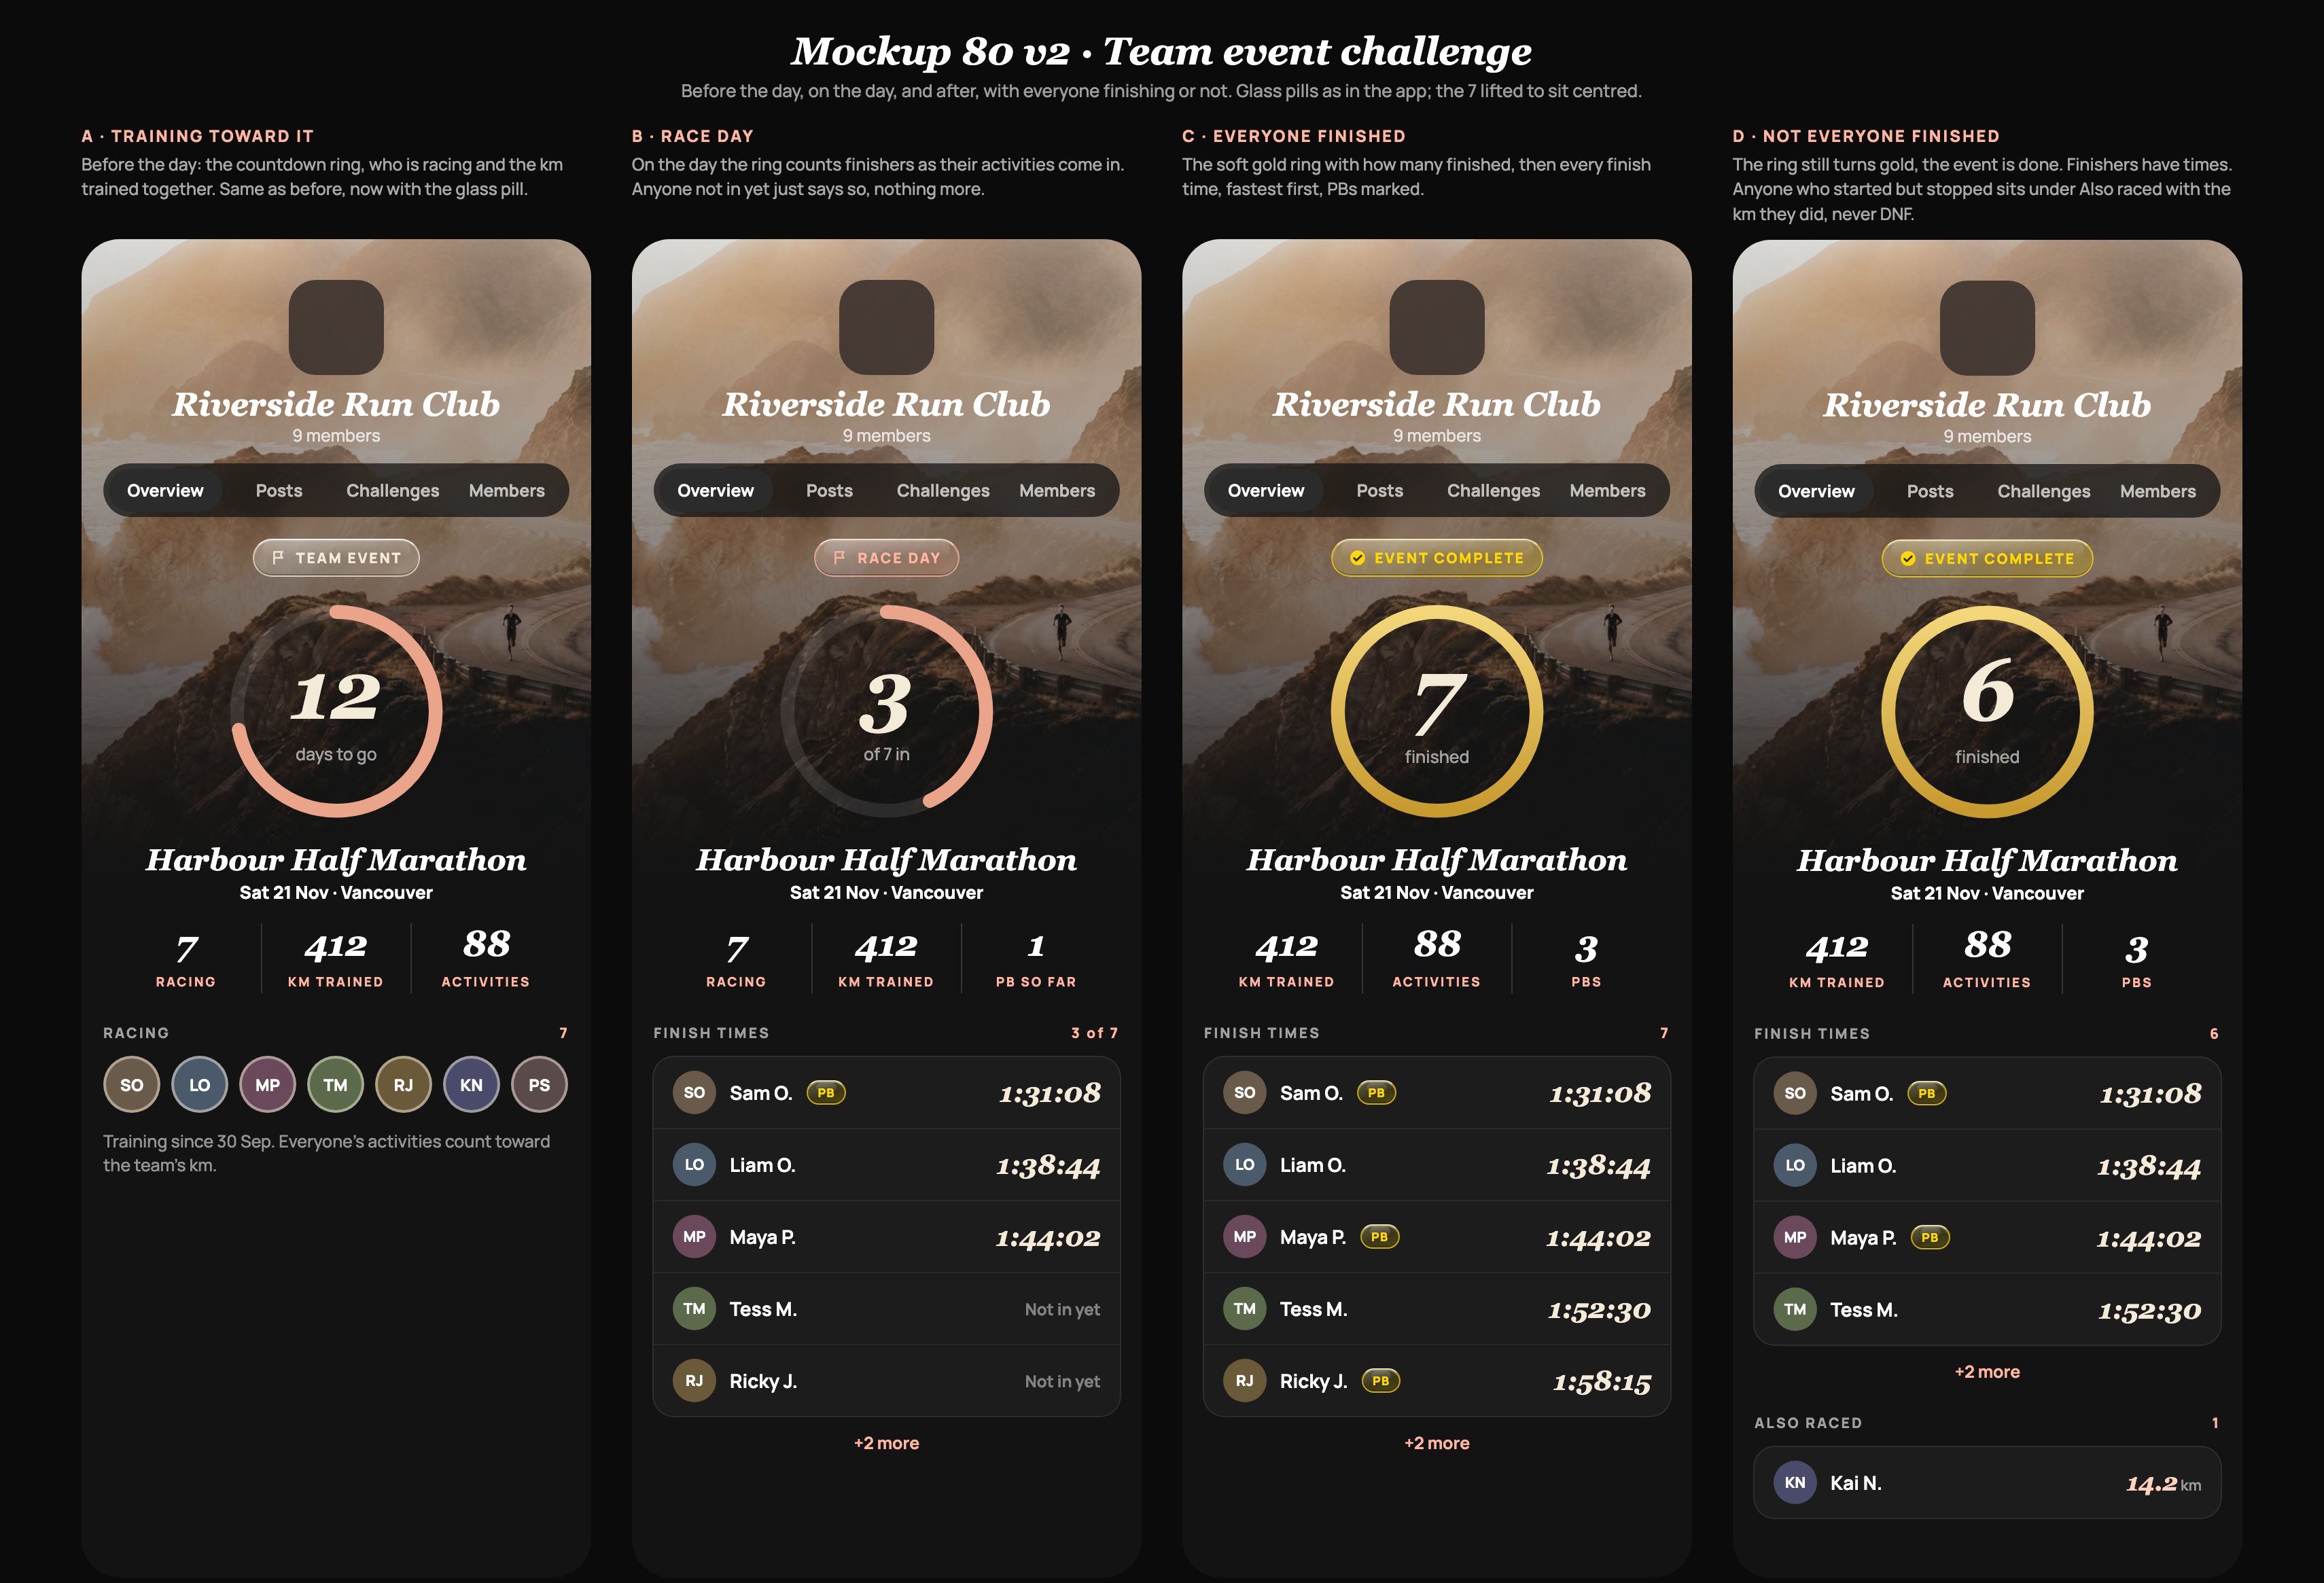 Mockup 80 v2 · Team event challenge
Before the day, on the day, and after, with everyone finishing or not. Glass pills as in the app; the 7 lifted to sit centred.
A · TRAINING TOWARD IT
Before the day: the countdown ring, who is racing and the km
trained together. Same as before, now with the glass pill.
Riverside Run Club
9 members
Overview Posts Challenges Members
TEAM EVENT
12
days to go
Harbour Half Marathon
Sat 21 Nov · Vancouver
7 412 88
RACING KM TRAINED ACTIVITIES
RACING 7
SO LO MP TM RJ KN PS
Training since 30 Sep. Everyone's activities count toward
the team's km.
B · RACE DAY
On the day the ring counts finishers as their activities come in.
Anyone not in yet just says so, nothing more.
Riverside Run Club
9 members
Overview Posts Challenges Members
RACE DAY
3
of 7 in
Harbour Half Marathon
Sat 21 Nov · Vancouver
7 412 1
RACING KM TRAINED PB SO FAR
FINISH TIMES 3 of 7
SO Sam O. PB 1:31:08
LO Liam O. 1:38:44
MP Maya P. 1:44:02
TM Tess M. Not in yet
RJ Ricky J. Not in yet
+2 more
C · EVERYONE FINISHED
The soft gold ring with how many finished, then every finish
time, fastest first, PBs marked.
Riverside Run Club
9 members
Overview Posts Challenges Members
EVENT COMPLETE
7
finished
Harbour Half Marathon
Sat 21 Nov · Vancouver
412 88 3
KM TRAINED ACTIVITIES PBS
FINISH TIMES 7
SO Sam O. PB 1:31:08
LO Liam O. 1:38:44
MP Maya P. PB 1:44:02
TM Tess M. 1:52:30
RJ Ricky J. PB 1:58:15
+2 more
D · NOT EVERYONE FINISHED
The ring still turns gold, the event is done. Finishers have times.
Anyone who started but stopped sits under Also raced with the
km they did, never DNF.
Riverside Run Club
9 members
Overview Posts Challenges Members
EVENT COMPLETE
6
finished
Harbour Half Marathon
Sat 21 Nov · Vancouver
412 88 3
KM TRAINED ACTIVITIES PBS
FINISH TIMES 6
SO Sam O. PB 1:31:08
LO Liam O. 1:38:44
MP Maya P. PB 1:44:02
TM Tess M. 1:52:30
+2 more
ALSO RACED 1
KN Kai N. 14.2 km